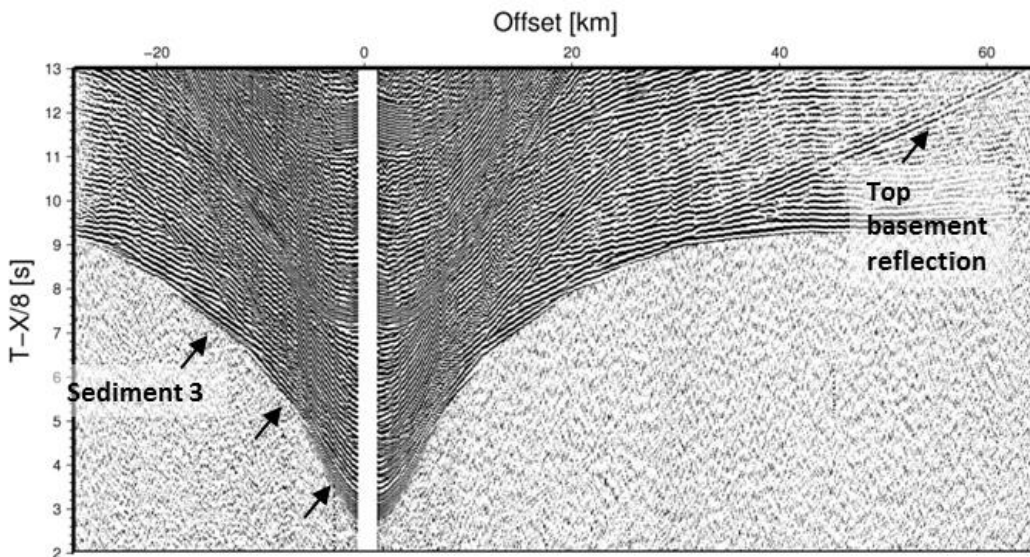 Offset [km]
-20 0 20 40 60
13
12
11
10
9
8
7
6
5
4
3
2
T-X/8 [s]
Top
basement
reflection
Sediment 3